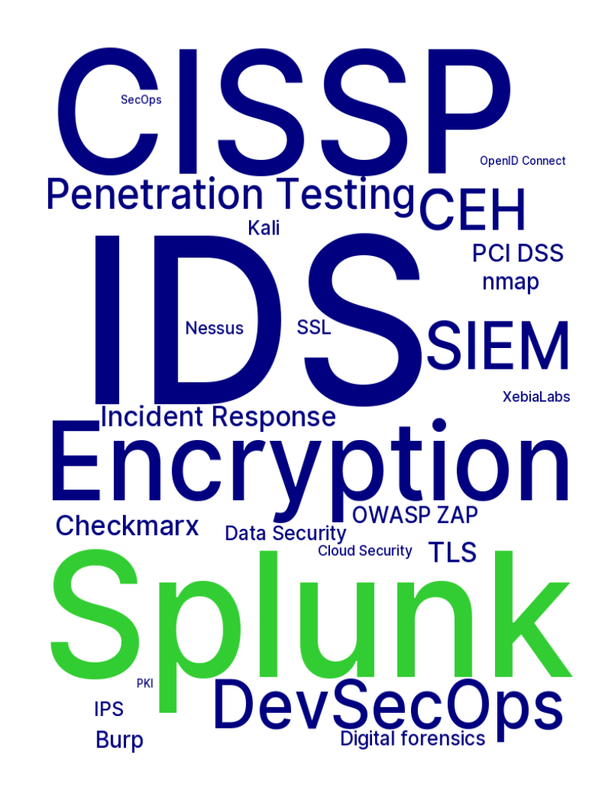 CISSP
SecOps
OpenID Connect
Penetration Testing
CEH
Kali
PCI DSS
nmap
IDS
Nessus
SSL
SIEM
XebiaLabs
Incident Response
Encryption
OWASP ZAP
Checkmarx
Data Security
Cloud Security
TLS
Splunk
PKI
DevSecOps
IPS
Burp
Digital forensics